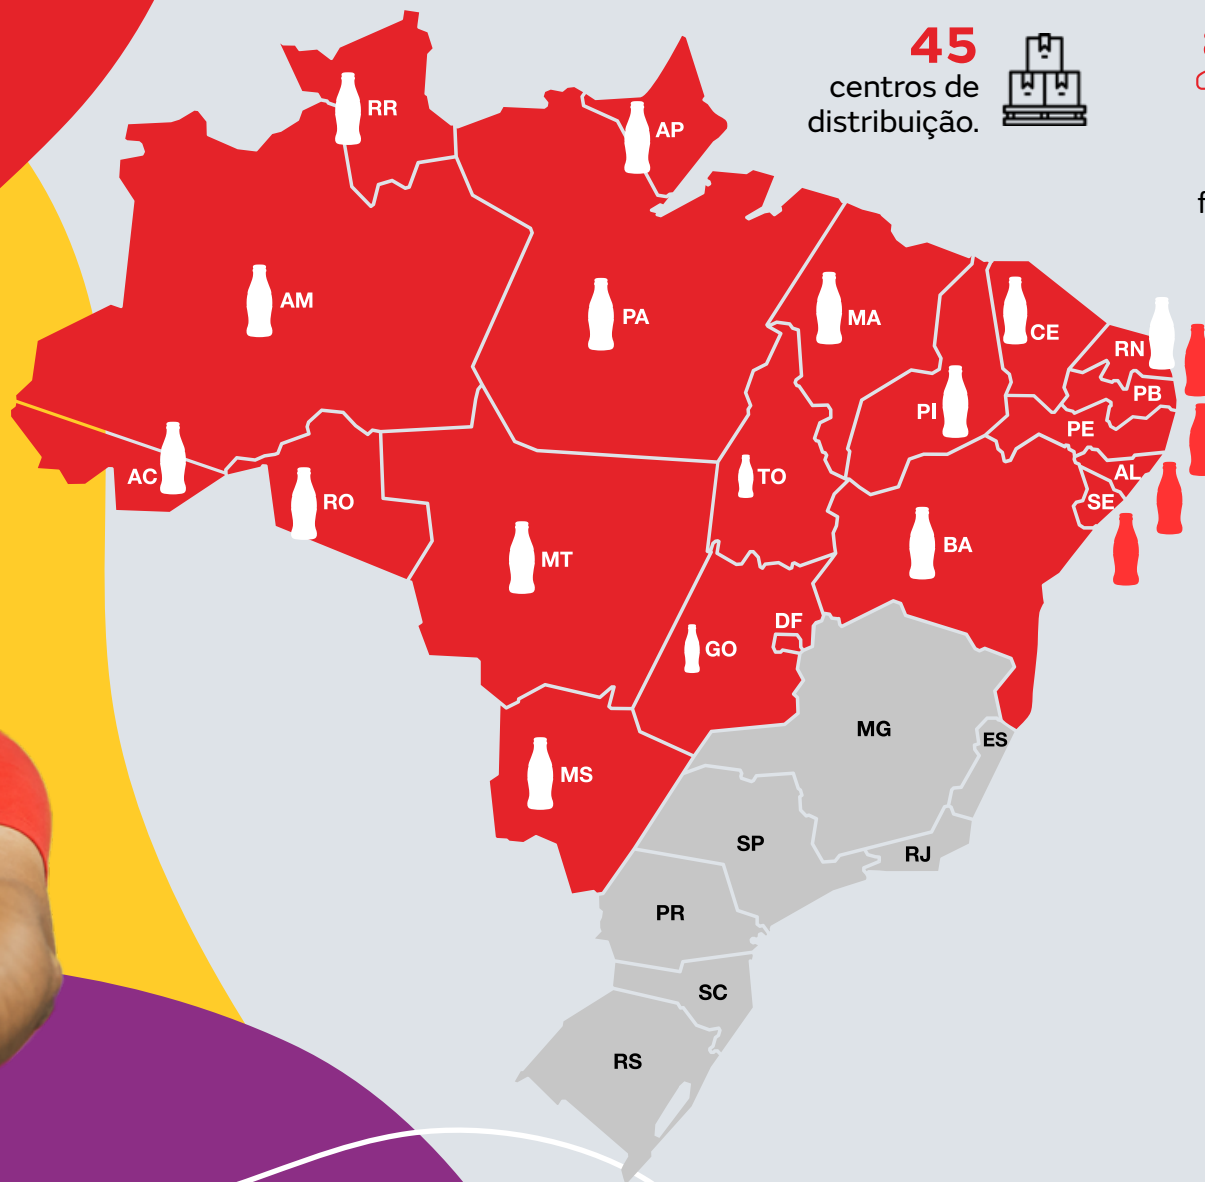 45
centros de
distribuição.
RR
AP
AM
PA
MA
CE
RN
PB
PI
PE
AL
AC
TO
SE
RO
BA
MT
DF
GO
MG
ES
MS
SP
RJ
PR
SC
RS